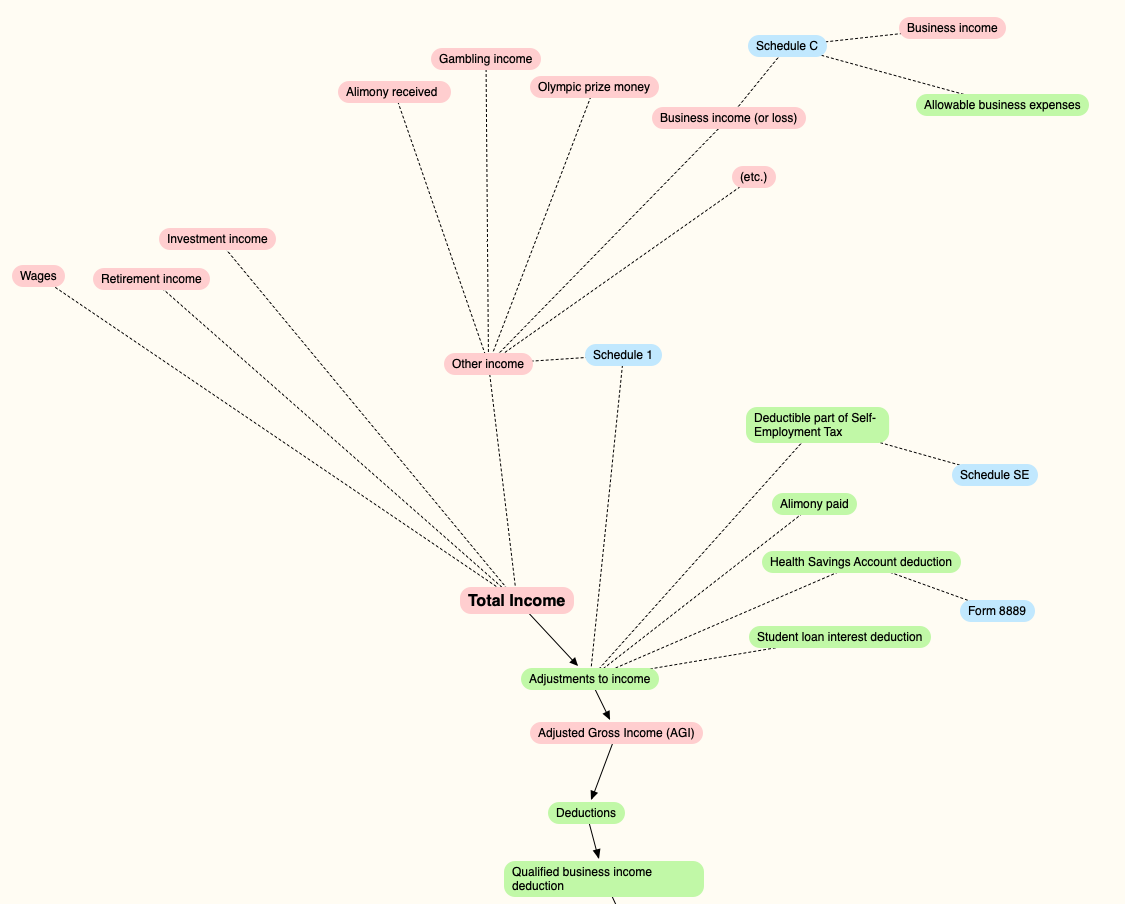 Business income
Schedule C
Gambling income
Olympic prize money
Alimony received
Allowable business expenses
Business income (or loss)
(etc.)
Investment income
Wages
Retirement income
Schedule 1
Other income
Deductible part of Self-
Employment Tax
Schedule SE
Alimony paid
Health Savings Account deduction
Total Income
Form 8889
Student loan interest deduction
Adjustments to income
Adjusted Gross Income (AGI)
Deductions
Qualified business income
deduction